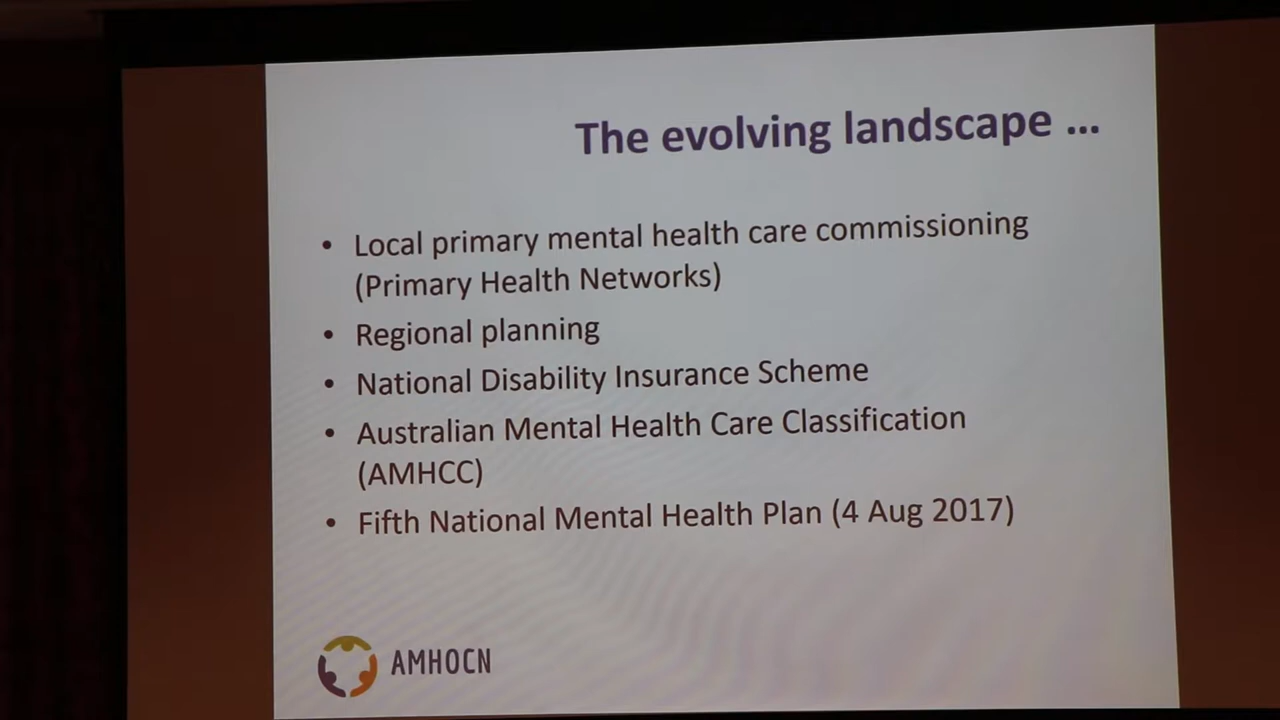 The evolving landscape ...
• Local primary mental health care commissioning
(Primary Health Networks)
• Regional planning
• National Disability Insurance Scheme
• Australian Mental Health Care Classification
(AMHCC)
• Fifth National Mental Health Plan (4 Aug 2017)
AMHOCN